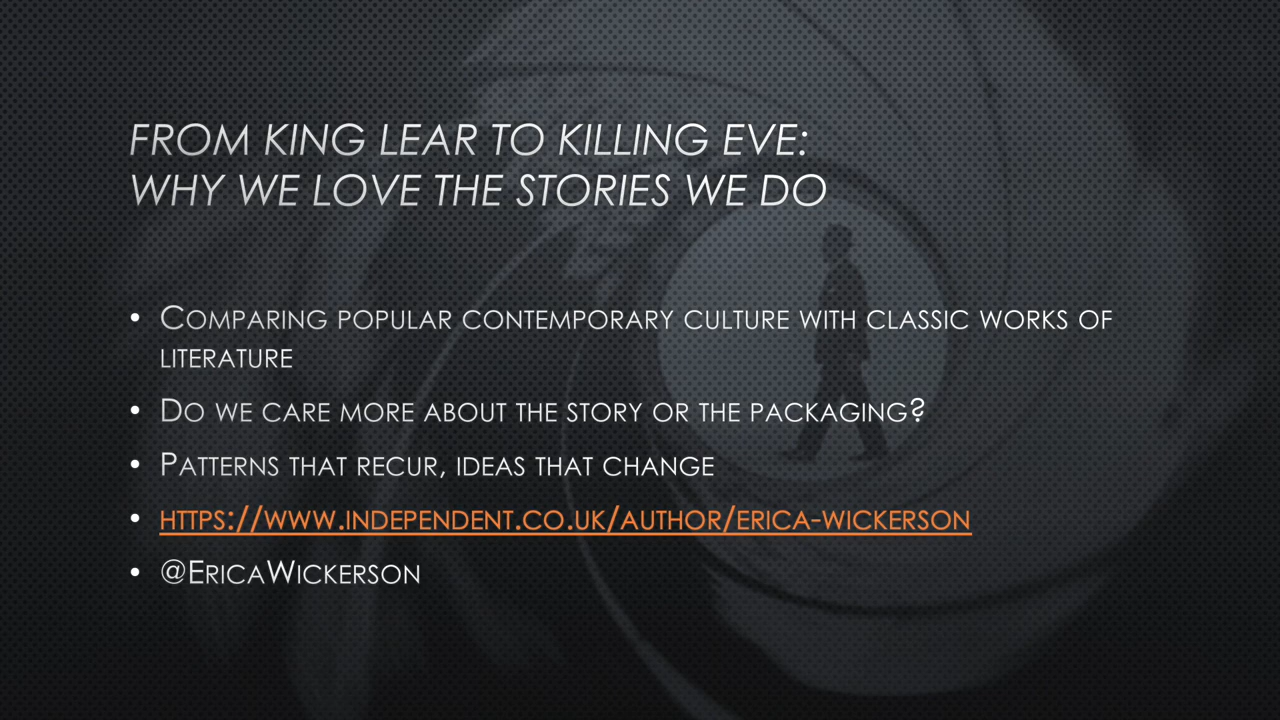 FROM KING LEAR TO KILLING EVE:
WHY WE LOVE THE STORIES WE DO
• COMPARING POPULAR CONTEMPORARY CULTURE WITH CLASSIC WORKS OF
LITERATURE
• DO WE CARE MORE ABOUT THE STORY OR THE PACKAGING?
• PATTERNS THAT RECUR, IDEAS THAT CHANGE
• HTTPS://WWW.INDEPENDENT.CO.UK/AUTHOR/ERICA-WICKERSON
• @ERICAWICKERSON